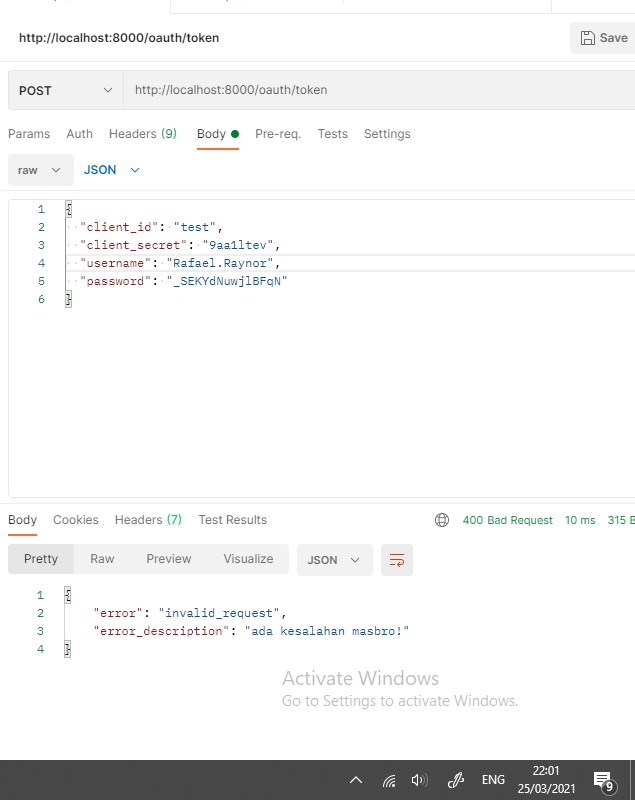 http://localhost:8000/oauth/token
Save
POST
http://localhost:8000/oauth/token
Params Auth Headers (9) Body Pre-req. Tests Settings
raw JSON
1 {
2 "client_id": "test",
3 "client_secret": "9aa1ltev",
4 "username": "Rafael.Raynor",
5 "password": "_SEKYdNuwjlBFqN"
6 }
Body Cookies Headers (7) Test Results 400 Bad Request 10 ms 315 B
Pretty Raw Preview Visualize JSON
1 {
2 "error": "invalid_request",
3 "error_description": "ada kesalahan masbro!"
4 }
Activate Windows
Go to Settings to activate Windows.
ENG
22:01
25/03/2021
9